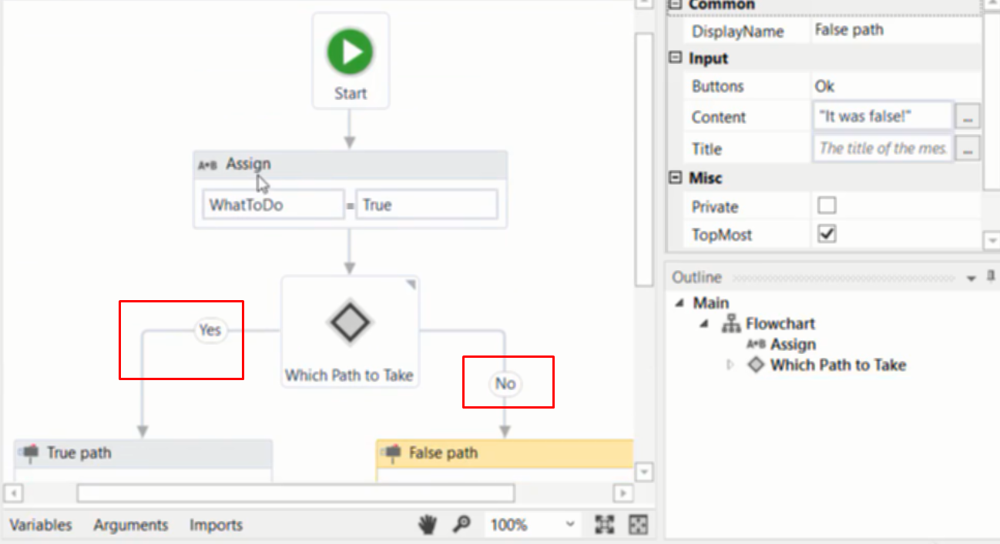 Start
A+B Assign
WhatToDo = True
Yes
Which Path to Take
No
True path
False path
Variables Arguments Imports 100%
Common
DisplayName False path
Input
Buttons Ok
Content "It was false!" ...
Title The title of the mes. ...
Misc
Private
TopMost
Outline
Main
Flowchart
A+B Assign
Which Path to Take